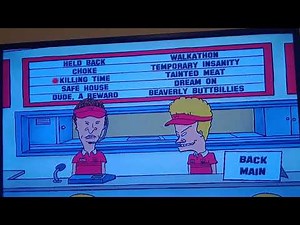 HELD BACK
CHOKE
KILLING TIME
SAFE HOUSE
DUDE, A REWARD
WALKATHON
TEMPORARY INSANITY
TAINTED MEAT
DREAM ON
BEAVERLY BUTTBILLIES
BACK
MAIN